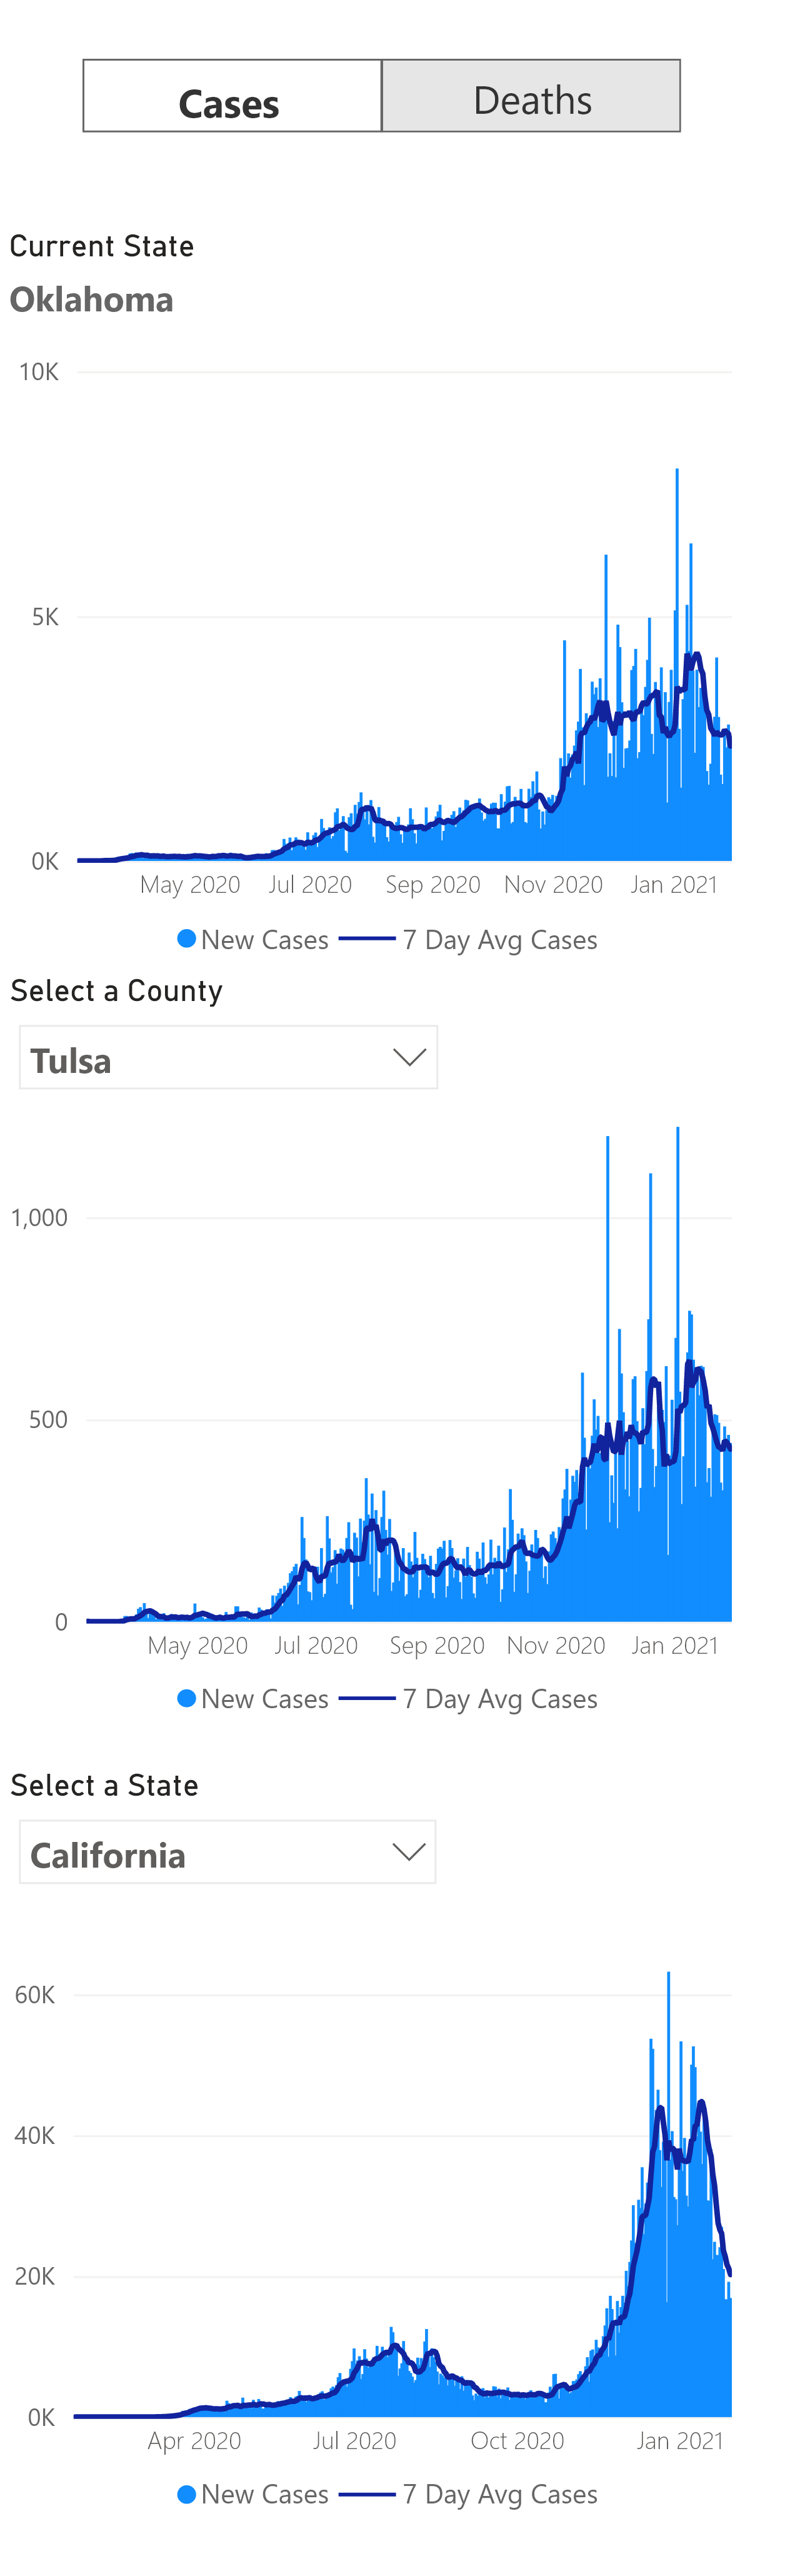 Cases Deaths
Current State
Oklahoma
10K
5K
0K
May 2020 Jul 2020 Sep 2020 Nov 2020 Jan 2021
New Cases 7 Day Avg Cases
Select a County
Tulsa
1,000
500
0
May 2020 Jul 2020 Sep 2020 Nov 2020 Jan 2021
New Cases 7 Day Avg Cases
Select a State
California
60K
40K
20K
0K
Apr 2020 Jul 2020 Oct 2020 Jan 2021
New Cases 7 Day Avg Cases